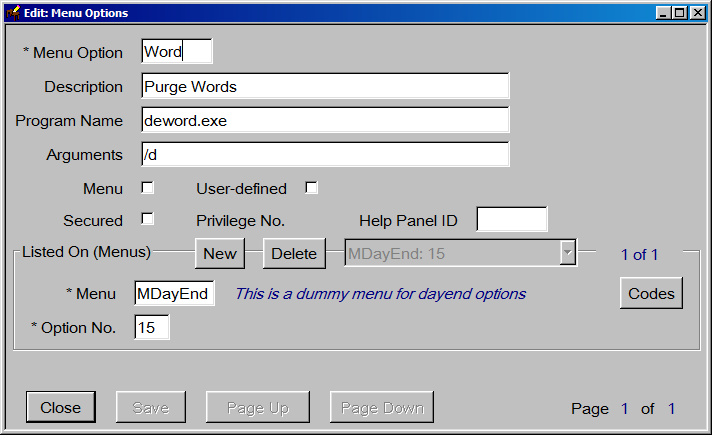 Edit: Menu Options
* Menu Option Word
Description Purge Words
Program Name deword.exe
Arguments /d
Menu User-defined
Secured Privilege No. Help Panel ID
Listed On (Menus) New Delete MDayEnd: 15 1 of 1
* Menu MDayEnd This is a dummy menu for dayend options Codes
* Option No. 15
Close Save Page Up Page Down Page 1 of 1